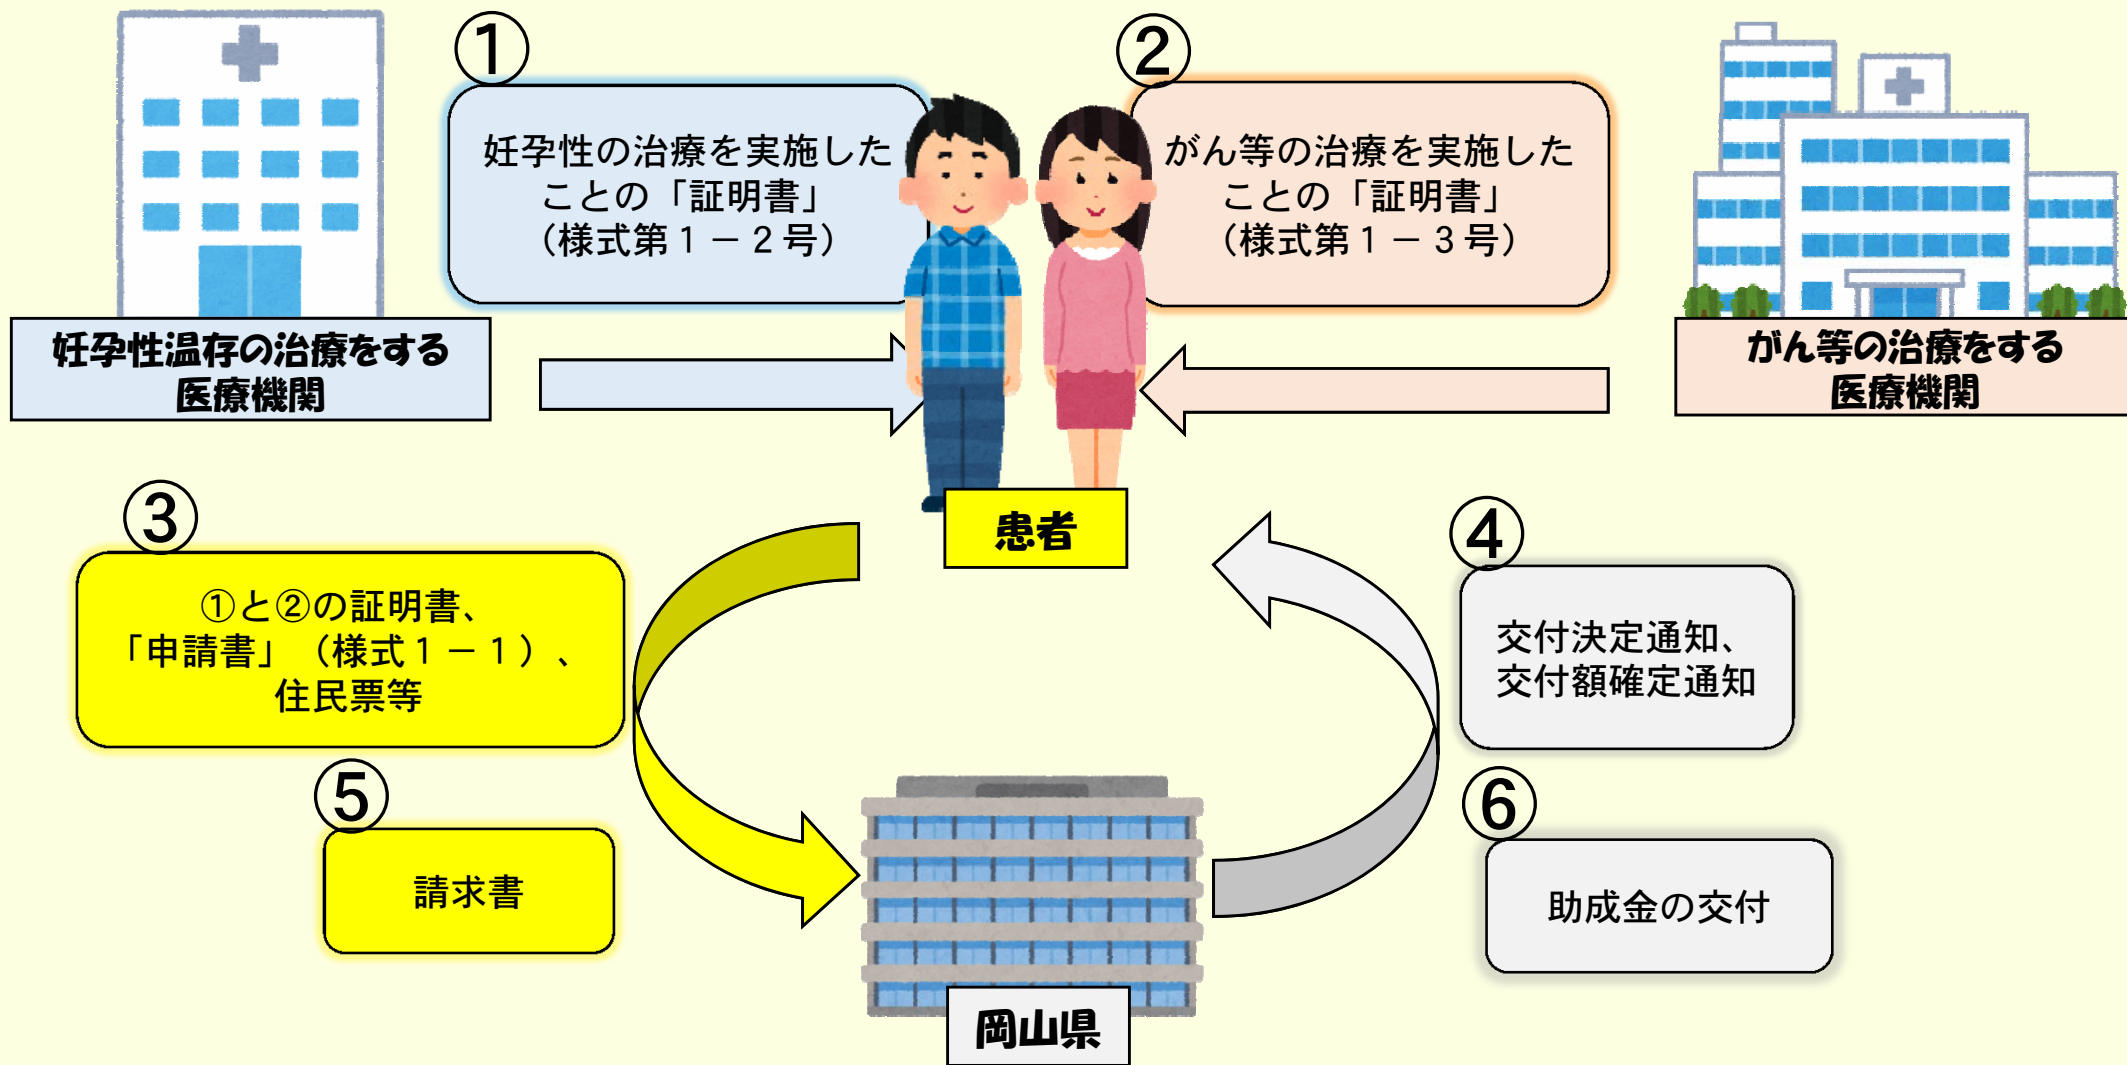 ①
妊孕性の治療を実施した
ことの「証明書」
（様式第１－２号）
②
がん等の治療を実施した
ことの「証明書」
（様式第１－３号）
妊孕性温存の治療をする
医療機関
がん等の治療をする
医療機関
患者
③
①と②の証明書、
「申請書」（様式１－１）、
住民票等
④
交付決定通知、
交付額確定通知
⑤
請求書
⑥
助成金の交付
岡山県